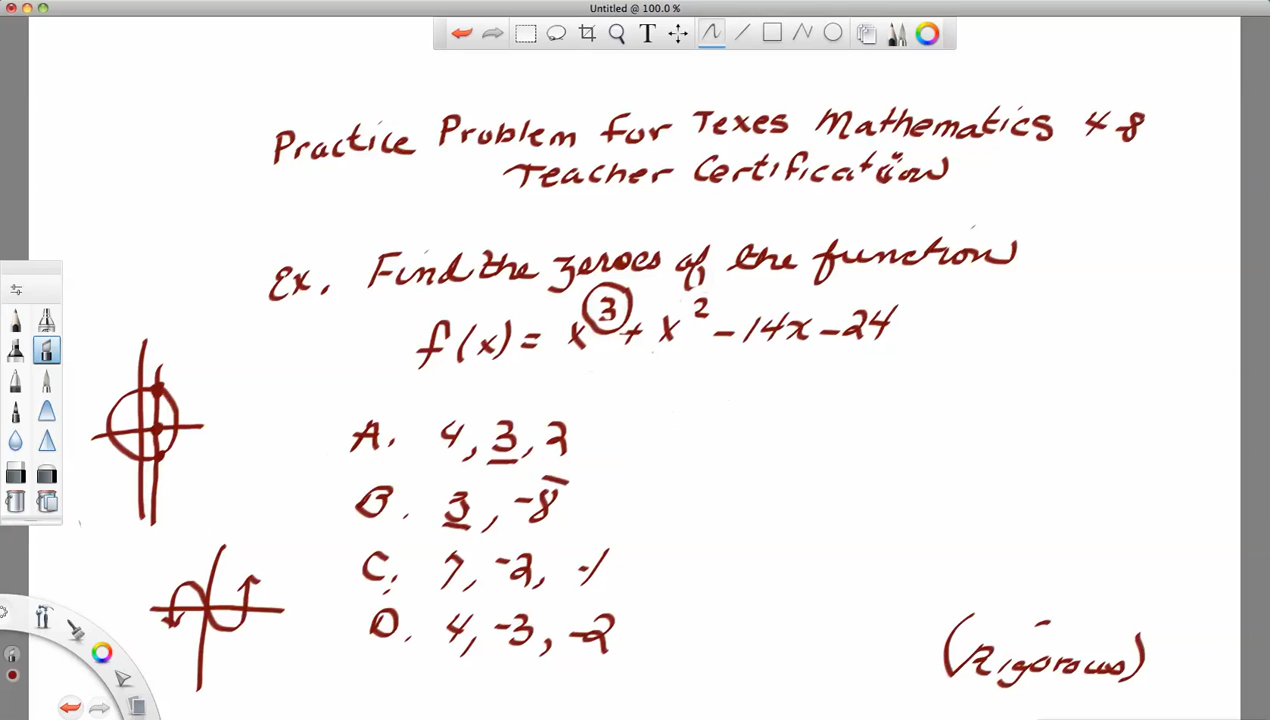 Untitled @ 100.0 %
Practice Problem for Texes Mathematics 4-8
Teacher Certification
Ex. Find the zeroes of the function
f(x) = x³ + x² - 14x - 24
A. 4, 3, 2
B. 3, -8
C. 7, -2, -1
D. 4, -3, -2
(Rigorous)